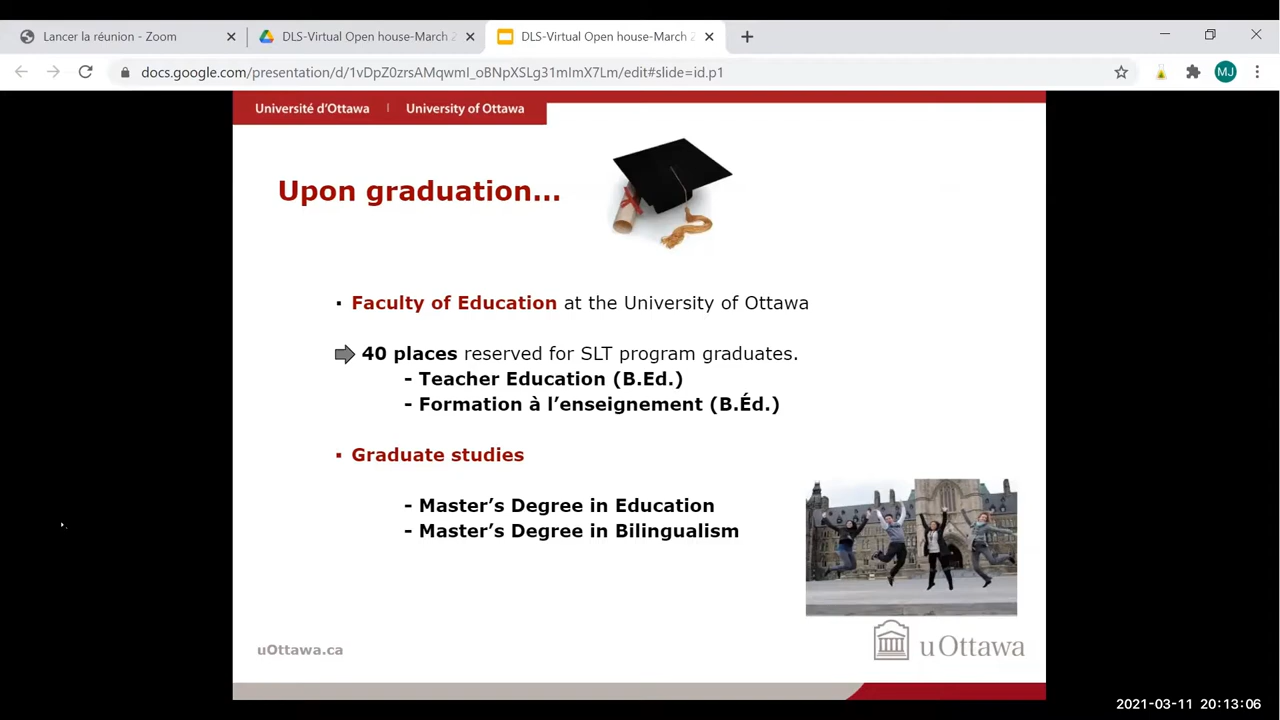 Lancer la réunion - Zoom
DLS-Virtual Open house-March 2
DLS-Virtual Open house-March 2
docs.google.com/presentation/d/1vDpZ0zrsAMqwmI_oBNpXSLg31mImX7Lm/edit#slide=id.p1
MJ
Université d'Ottawa | University of Ottawa
Upon graduation...
▪ Faculty of Education at the University of Ottawa
40 places reserved for SLT program graduates.
- Teacher Education (B.Ed.)
- Formation à l'enseignement (B.Éd.)
▪ Graduate studies
- Master's Degree in Education
- Master's Degree in Bilingualism
uOttawa.ca
uOttawa
2021-03-11 20:13:06